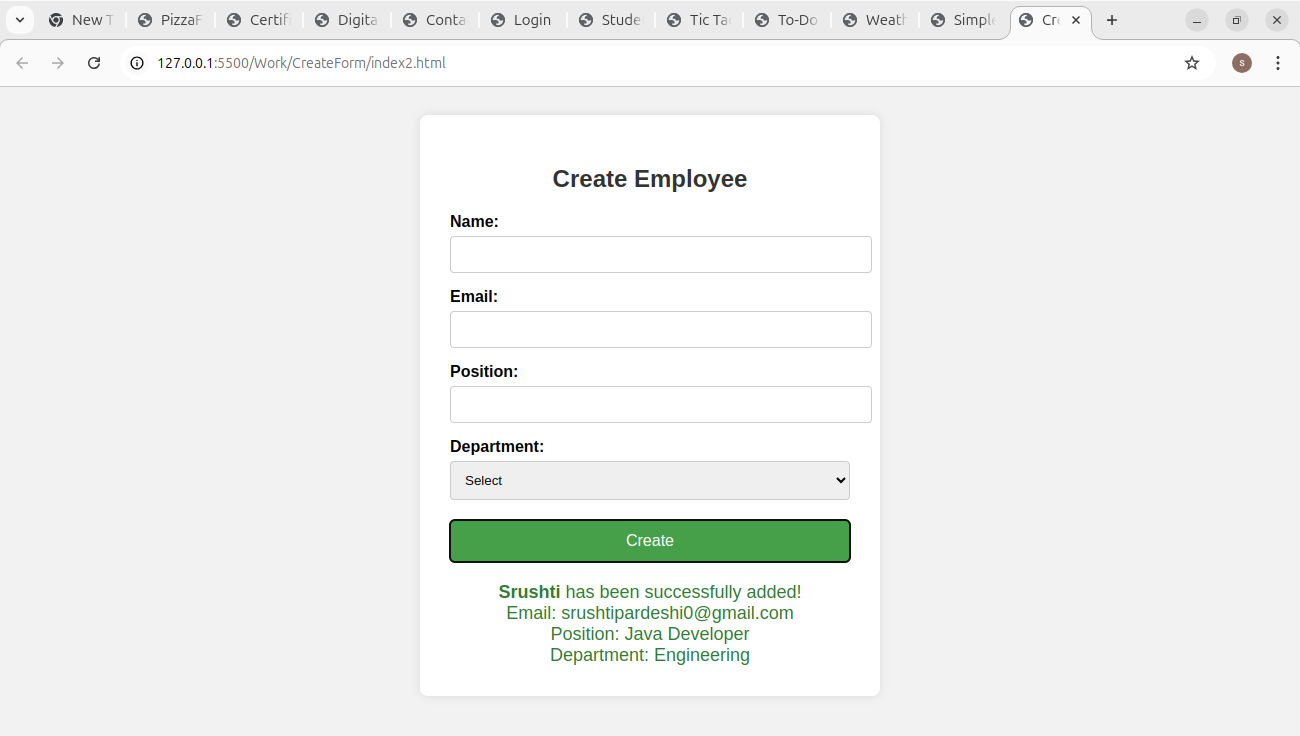 New T
PizzaF
Certifi
Digita
Conta
Login
Stude
Tic Ta
To-Do
Weath
Simple
Cre
127.0.0.1:5500/Work/CreateForm/index2.html
S
Create Employee
Name:
Email:
Position:
Department:
Select
Create
Srushti has been successfully added!
Email: srushtipardeshi0@gmail.com
Position: Java Developer
Department: Engineering